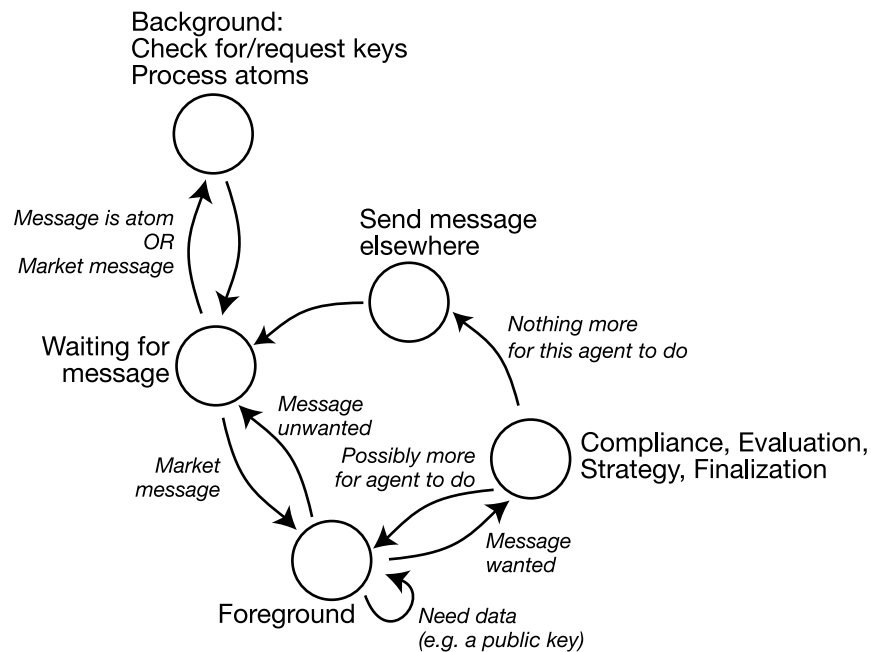 Background:
Check for/request keys
Process atoms
Message is atom
OR
Market message
Send message
elsewhere
Nothing more
for this agent to do
Waiting for
message
Message
unwanted
Market
message
Possibly more
for agent to do
Compliance, Evaluation,
Strategy, Finalization
Message
wanted
Foreground
Need data
(e.g. a public key)